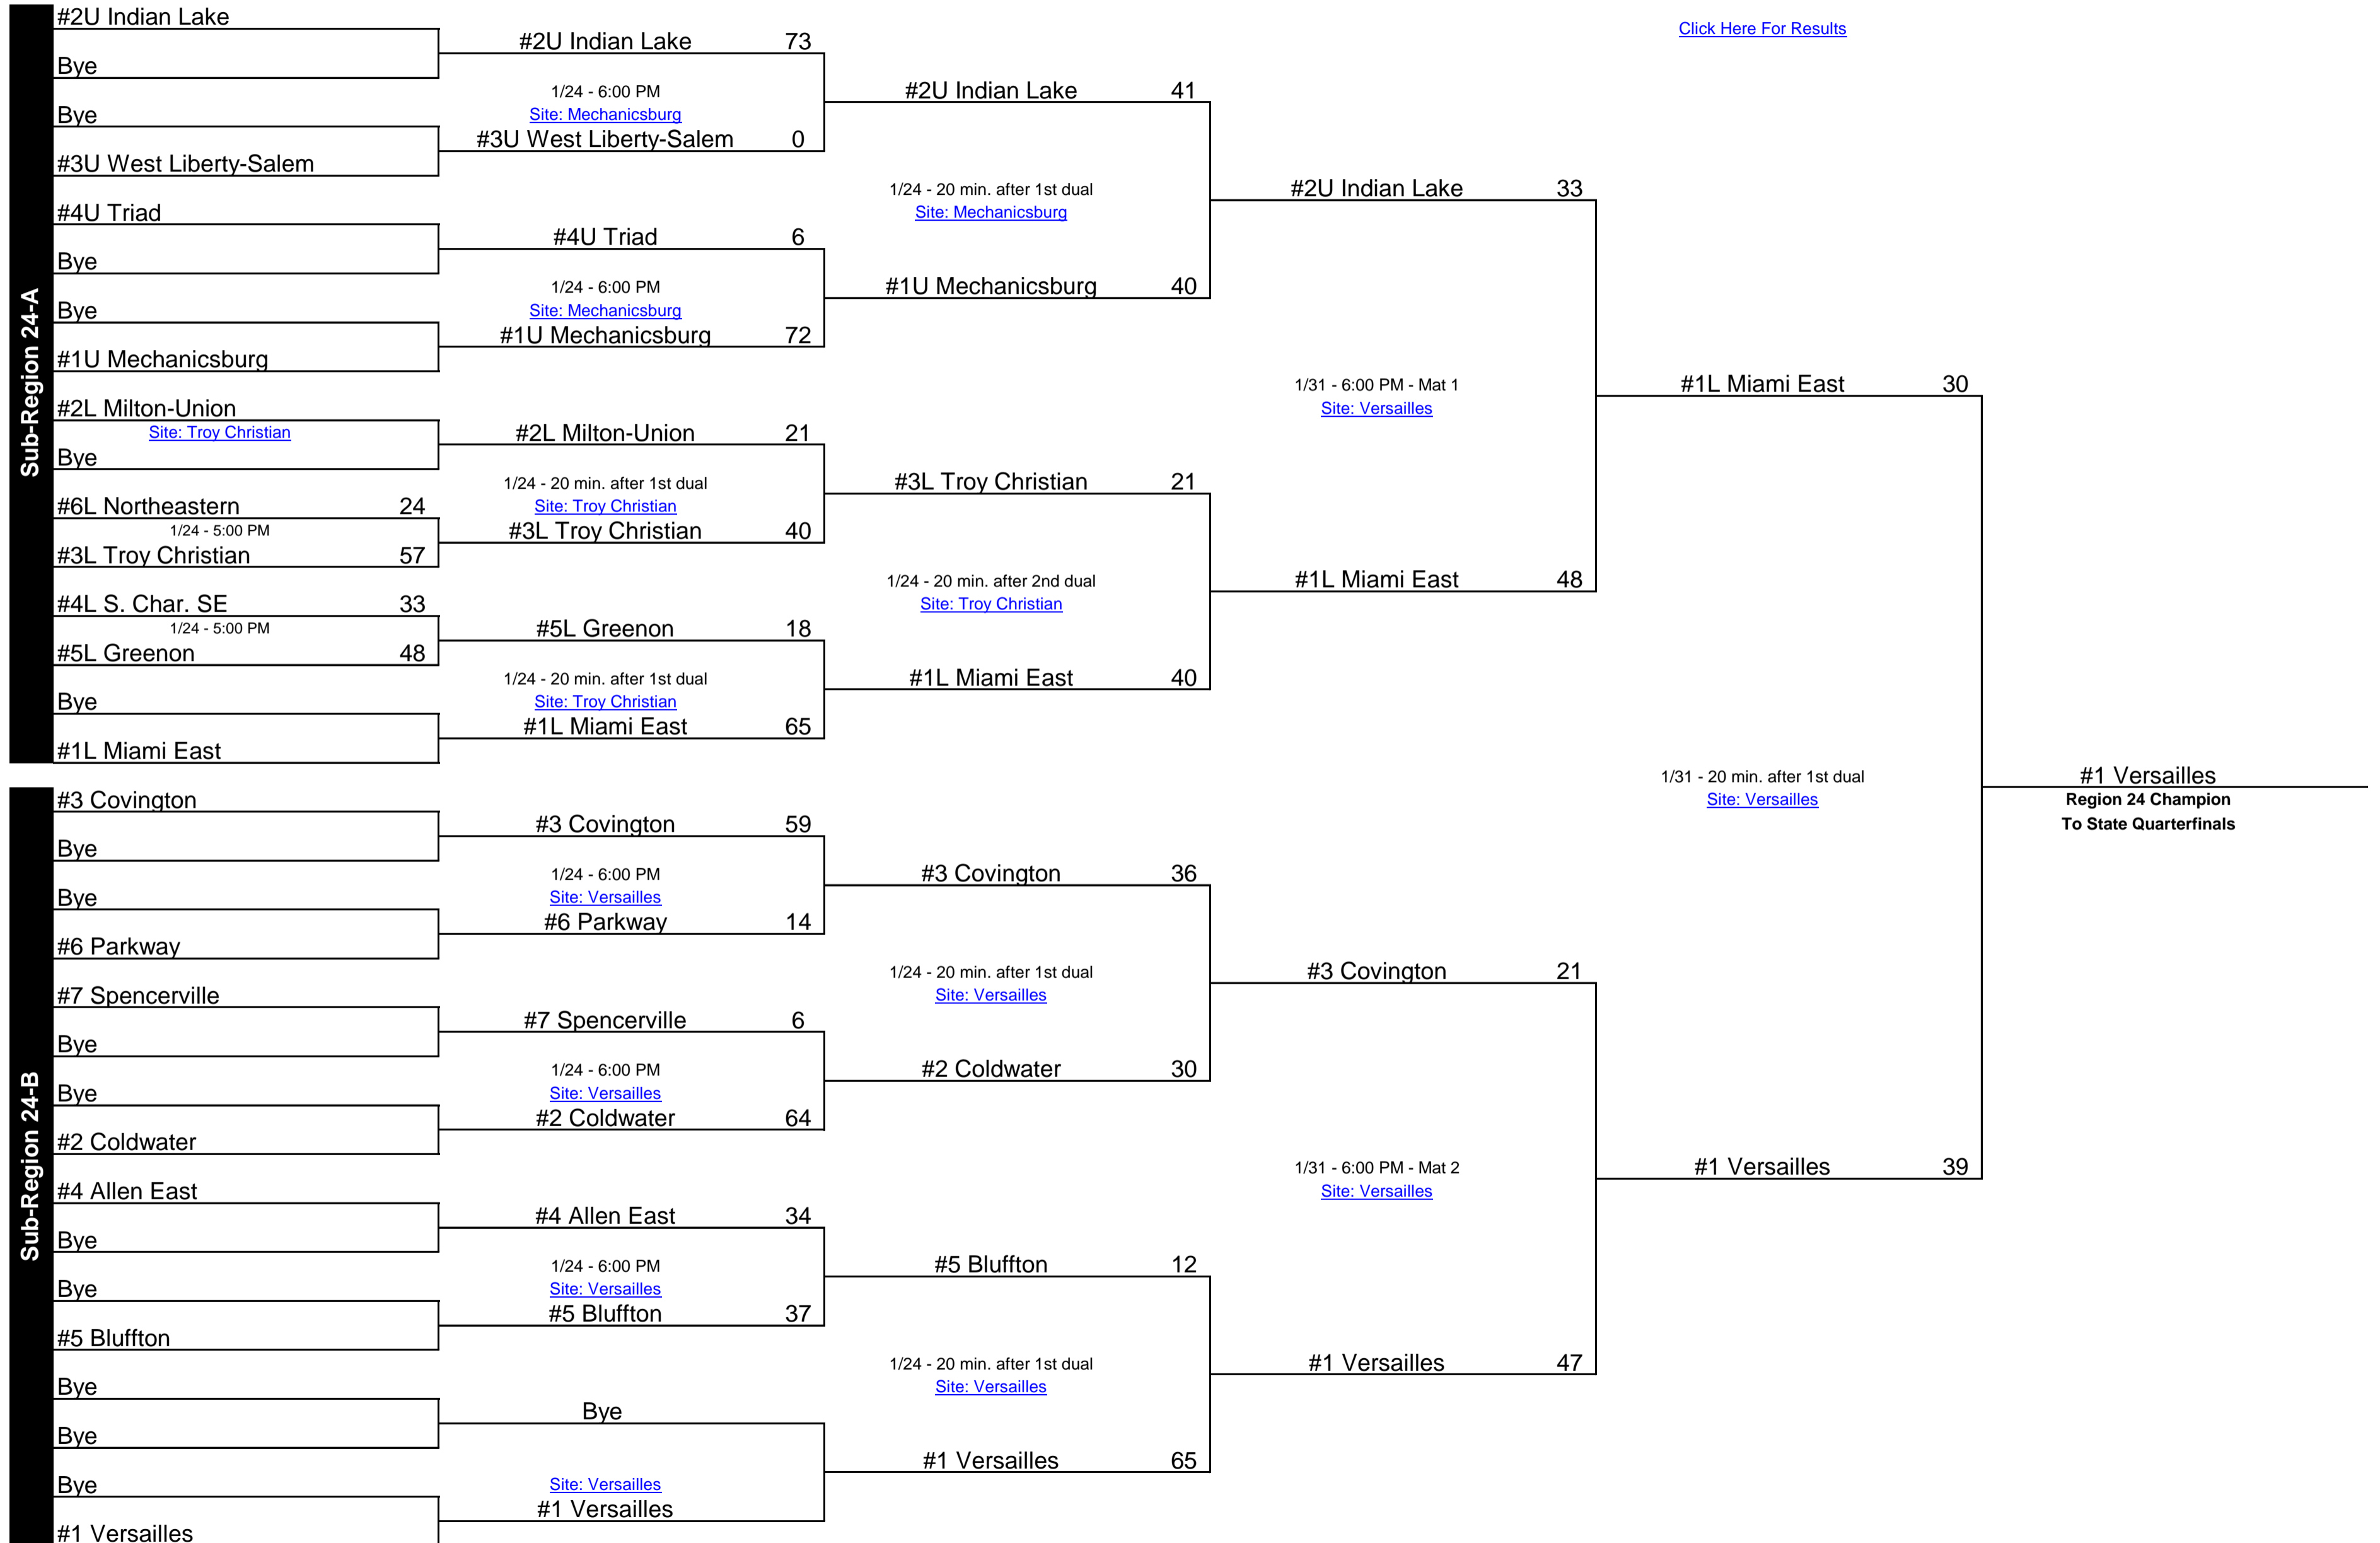 Sub-Region 24-A
#2U Indian Lake
Bye
Bye
#3U West Liberty-Salem
#4U Triad
Bye
Bye
#1U Mechanicsburg
#2L Milton-Union
Site: Troy Christian
Bye
#6L Northeastern 24
1/24 - 5:00 PM
#3L Troy Christian 57
#4L S. Char. SE 33
1/24 - 5:00 PM
#5L Greenon 48
Bye
#1L Miami East
Sub-Region 24-B
#3 Covington
Bye
Bye
#6 Parkway
#7 Spencerville
Bye
Bye
#2 Coldwater
#4 Allen East
Bye
Bye
#5 Bluffton
Bye
Bye
Bye
#1 Versailles
#2U Indian Lake 73
1/24 - 6:00 PM
Site: Mechanicsburg
#3U West Liberty-Salem 0
#4U Triad 6
1/24 - 6:00 PM
Site: Mechanicsburg
#1U Mechanicsburg 72
#2L Milton-Union 21
1/24 - 20 min. after 1st dual
Site: Troy Christian
#3L Troy Christian 40
#5L Greenon 18
1/24 - 20 min. after 1st dual
Site: Troy Christian
#1L Miami East 65
#3 Covington 59
1/24 - 6:00 PM
Site: Versailles
#6 Parkway 14
#7 Spencerville 6
1/24 - 6:00 PM
Site: Versailles
#2 Coldwater 64
#4 Allen East 34
1/24 - 6:00 PM
Site: Versailles
#5 Bluffton 37
Bye
Site: Versailles
#1 Versailles
#2U Indian Lake 41
1/24 - 20 min. after 1st dual
Site: Mechanicsburg
#1U Mechanicsburg 40
#3L Troy Christian 21
1/24 - 20 min. after 2nd dual
Site: Troy Christian
#1L Miami East 40
#3 Covington 36
1/24 - 20 min. after 1st dual
Site: Versailles
#2 Coldwater 30
#5 Bluffton 12
1/24 - 20 min. after 1st dual
Site: Versailles
#1 Versailles 65
#2U Indian Lake 33
1/31 - 6:00 PM - Mat 1
Site: Versailles
#1L Miami East 48
#3 Covington 21
1/31 - 6:00 PM - Mat 2
Site: Versailles
#1 Versailles 47
Click Here For Results
#1L Miami East 30
1/31 - 20 min. after 1st dual
Site: Versailles
#1 Versailles 39
#1 Versailles
Region 24 Champion
To State Quarterfinals